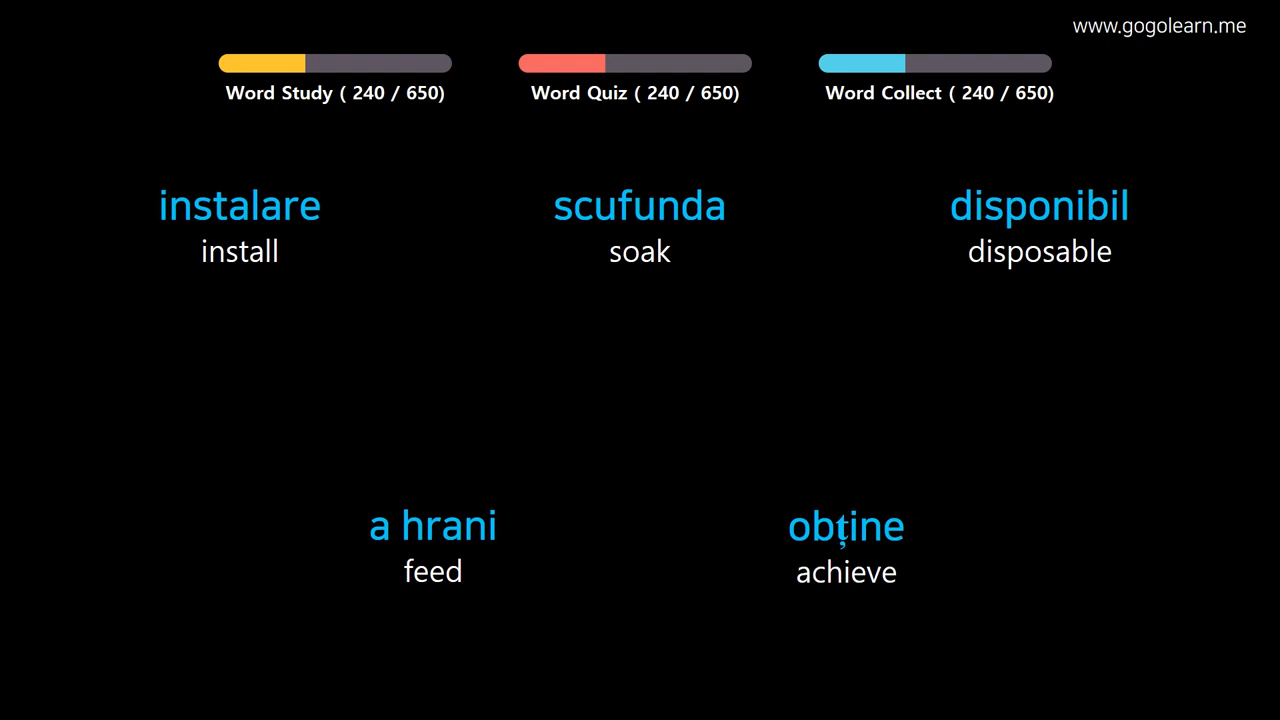 www.gogolearn.me
Word Study ( 240 / 650)
Word Quiz ( 240 / 650)
Word Collect ( 240 / 650)
instalare
install
scufunda
soak
disponibil
disposable
a hrani
feed
obține
achieve